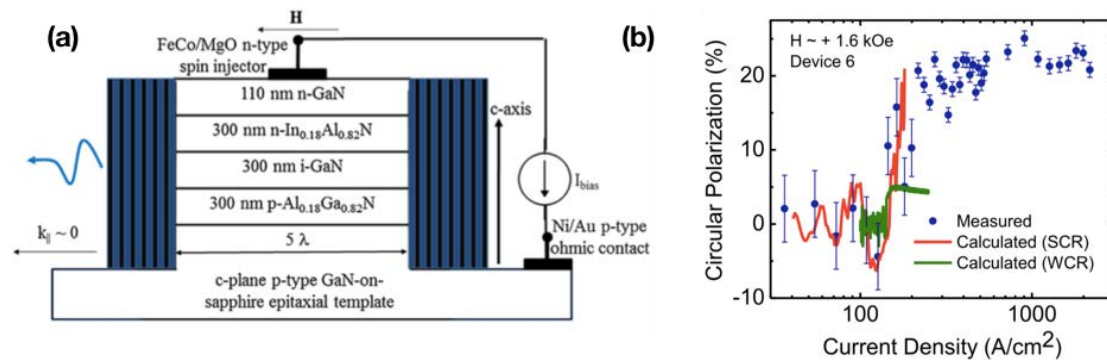 (a)
H
FeCo/MgO n-type
spin injector
110 nm n-GaN
300 nm n-In0.18Al0.82N
300 nm i-GaN
300 nm p-Al0.18Ga0.82N
5 λ
c-axis
Ibias
Ni/Au p-type
ohmic contact
k∥ ~ 0
c-plane p-type GaN-on-
sapphire epitaxial template
(b)
H ~ + 1.6 kOe
Device 6
Circular Polarization (%)
20
10
0
-10
Measured
Calculated (SCR)
Calculated (WCR)
100
1000
Current Density (A/cm²)